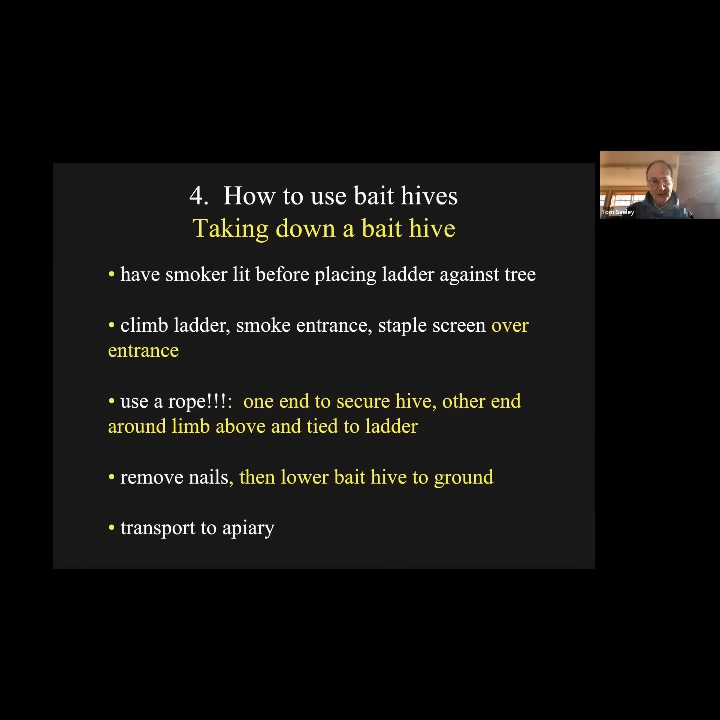 4. How to use bait hives
Taking down a bait hive
• have smoker lit before placing ladder against tree
• climb ladder, smoke entrance, staple screen over
entrance
• use a rope!!!: one end to secure hive, other end
around limb above and tied to ladder
• remove nails, then lower bait hive to ground
• transport to apiary
Tom Seeley